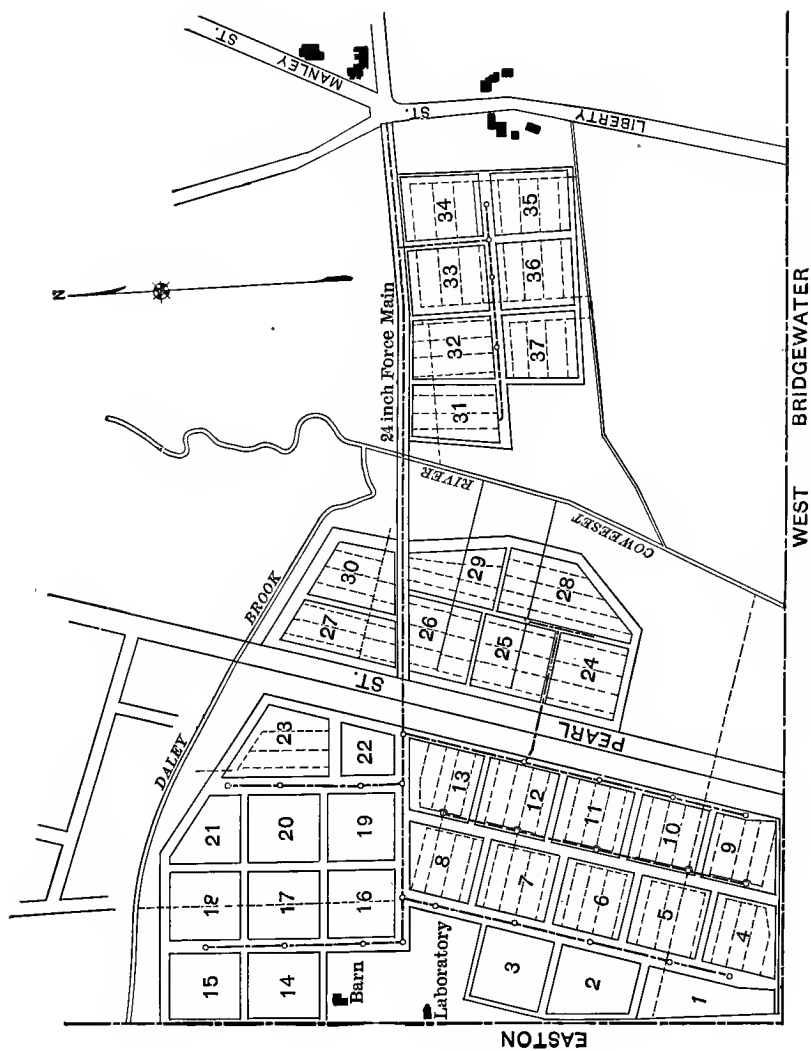 N
MANLEY
ST.
ST.
LIBERTY
24 inch Force Main
34
35
33
36
32
37
31
RIVER
COWEESET
DALEY
BROOK
30
29
28
27
26
25
24
ST.
PEARL
23
22
21
20
19
18
17
16
15
14
13
12
11
10
9
8
7
6
5
4
3
2
1
Barn
Laboratory
EASTON
WEST BRIDGEWATER